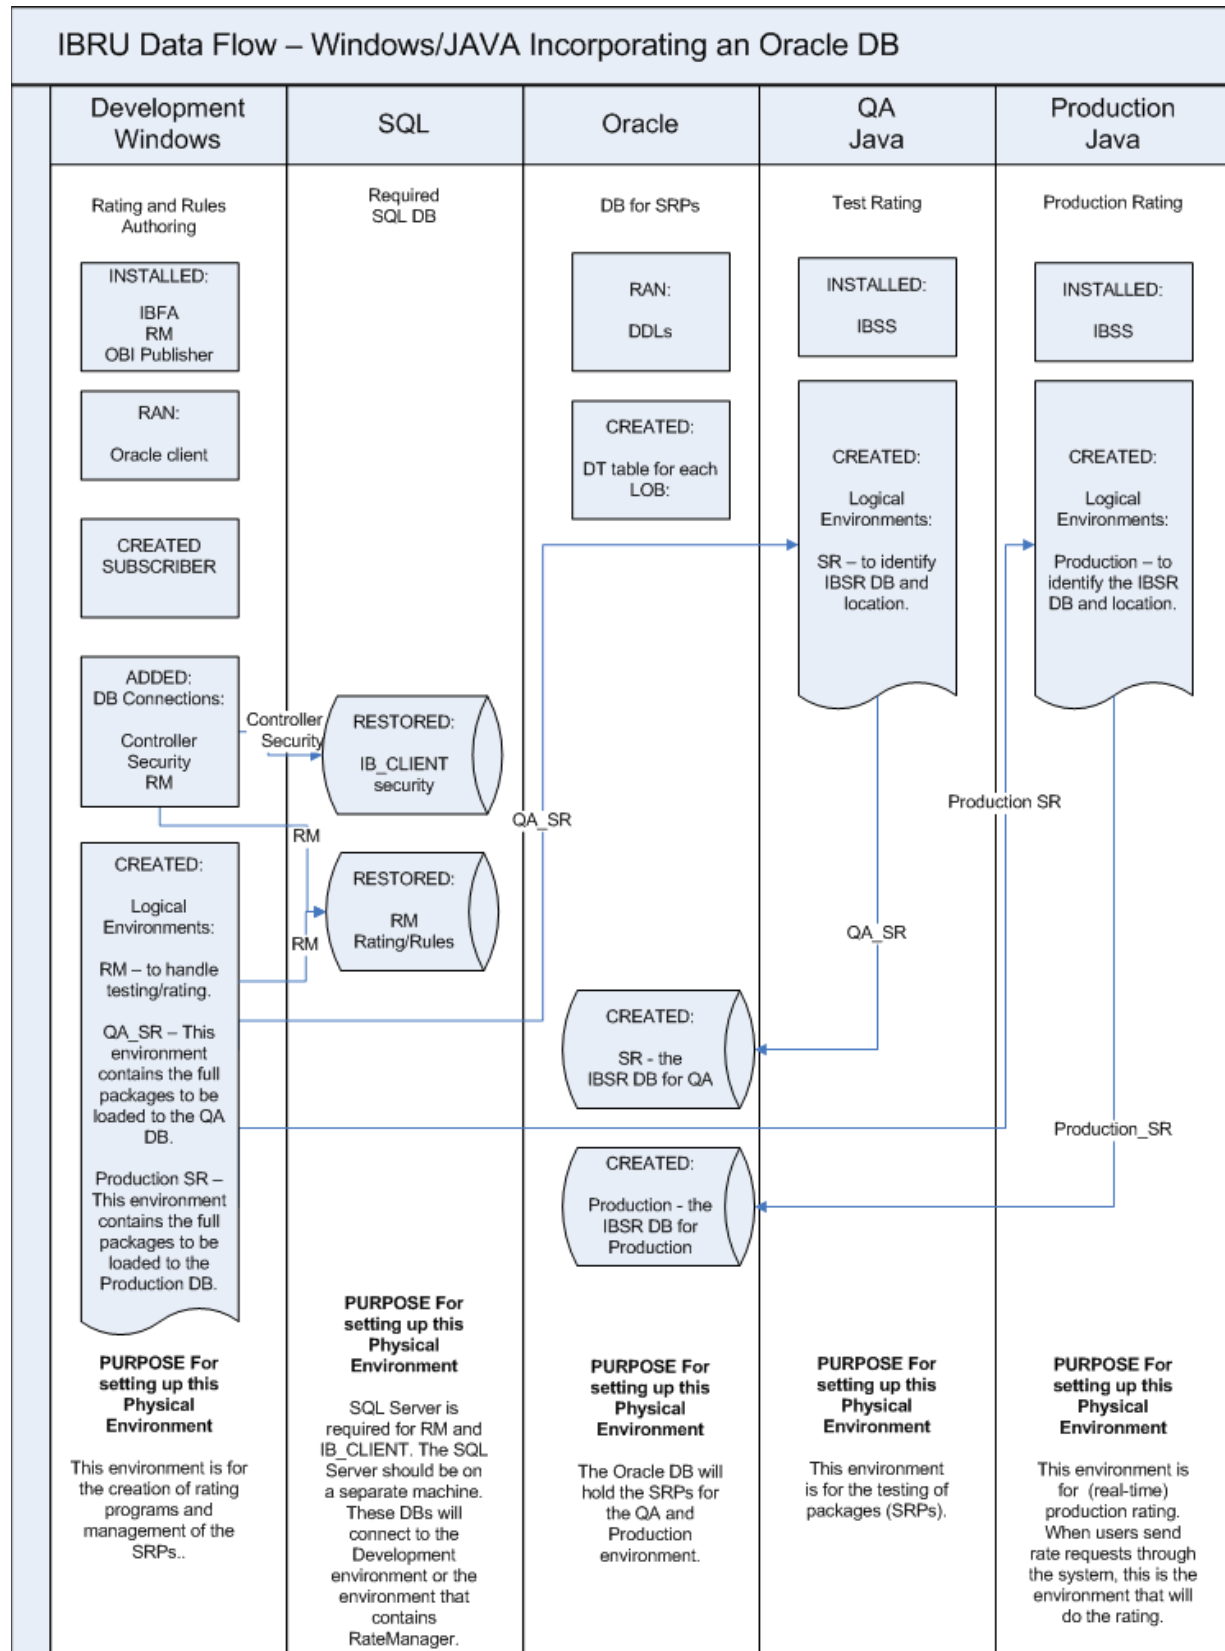 IBRU Data Flow – Windows/JAVA Incorporating an Oracle DB
Development
Windows
SQL
Oracle
QA
Java
Production
Java
Rating and Rules
Authoring
Required
SQL DB
DB for SRPs
Test Rating
Production Rating
INSTALLED:
IBFA
RM
OBI Publisher
RAN:
Oracle client
CREATED
SUBSCRIBER
ADDED:
DB Connections:
Controller
Security
RM
CREATED:
Logical
Environments:
RM – to handle
testing/rating.
QA_SR – This
environment
contains the full
packages to be
loaded to the QA
DB.
Production SR –
This environment
contains the full
packages to be
loaded to the
Production DB.
Controller
Security
RM
RM
RESTORED:
IB_CLIENT
security
RESTORED:
RM
Rating/Rules
QA_SR
RAN:
DDLs
CREATED:
DT table for each
LOB:
CREATED:
SR - the
IBSR DB for QA
CREATED:
Production - the
IBSR DB for
Production
INSTALLED:
IBSS
CREATED:
Logical
Environments:
SR – to identify
IBSR DB and
location.
QA_SR
Production SR
INSTALLED:
IBSS
CREATED:
Logical
Environments:
Production – to
identify the IBSR
DB and location.
Production_SR
PURPOSE For
setting up this
Physical
Environment
This environment is for
the creation of rating
programs and
management of the
SRPs..
PURPOSE For
setting up this
Physical
Environment
SQL Server is
required for RM and
IB_CLIENT. The SQL
Server should be on
a separate machine.
These DBs will
connect to the
Development
environment or the
environment that
contains
RateManager.
PURPOSE For
setting up this
Physical
Environment
The Oracle DB will
hold the SRPs for
the QA and
Production
environment.
PURPOSE For
setting up this
Physical
Environment
This environment
is for the testing of
packages (SRPs).
PURPOSE For
setting up this
Physical
Environment
This environment is
for (real-time)
production rating.
When users send
rate requests through
the system, this is the
environment that will
do the rating.